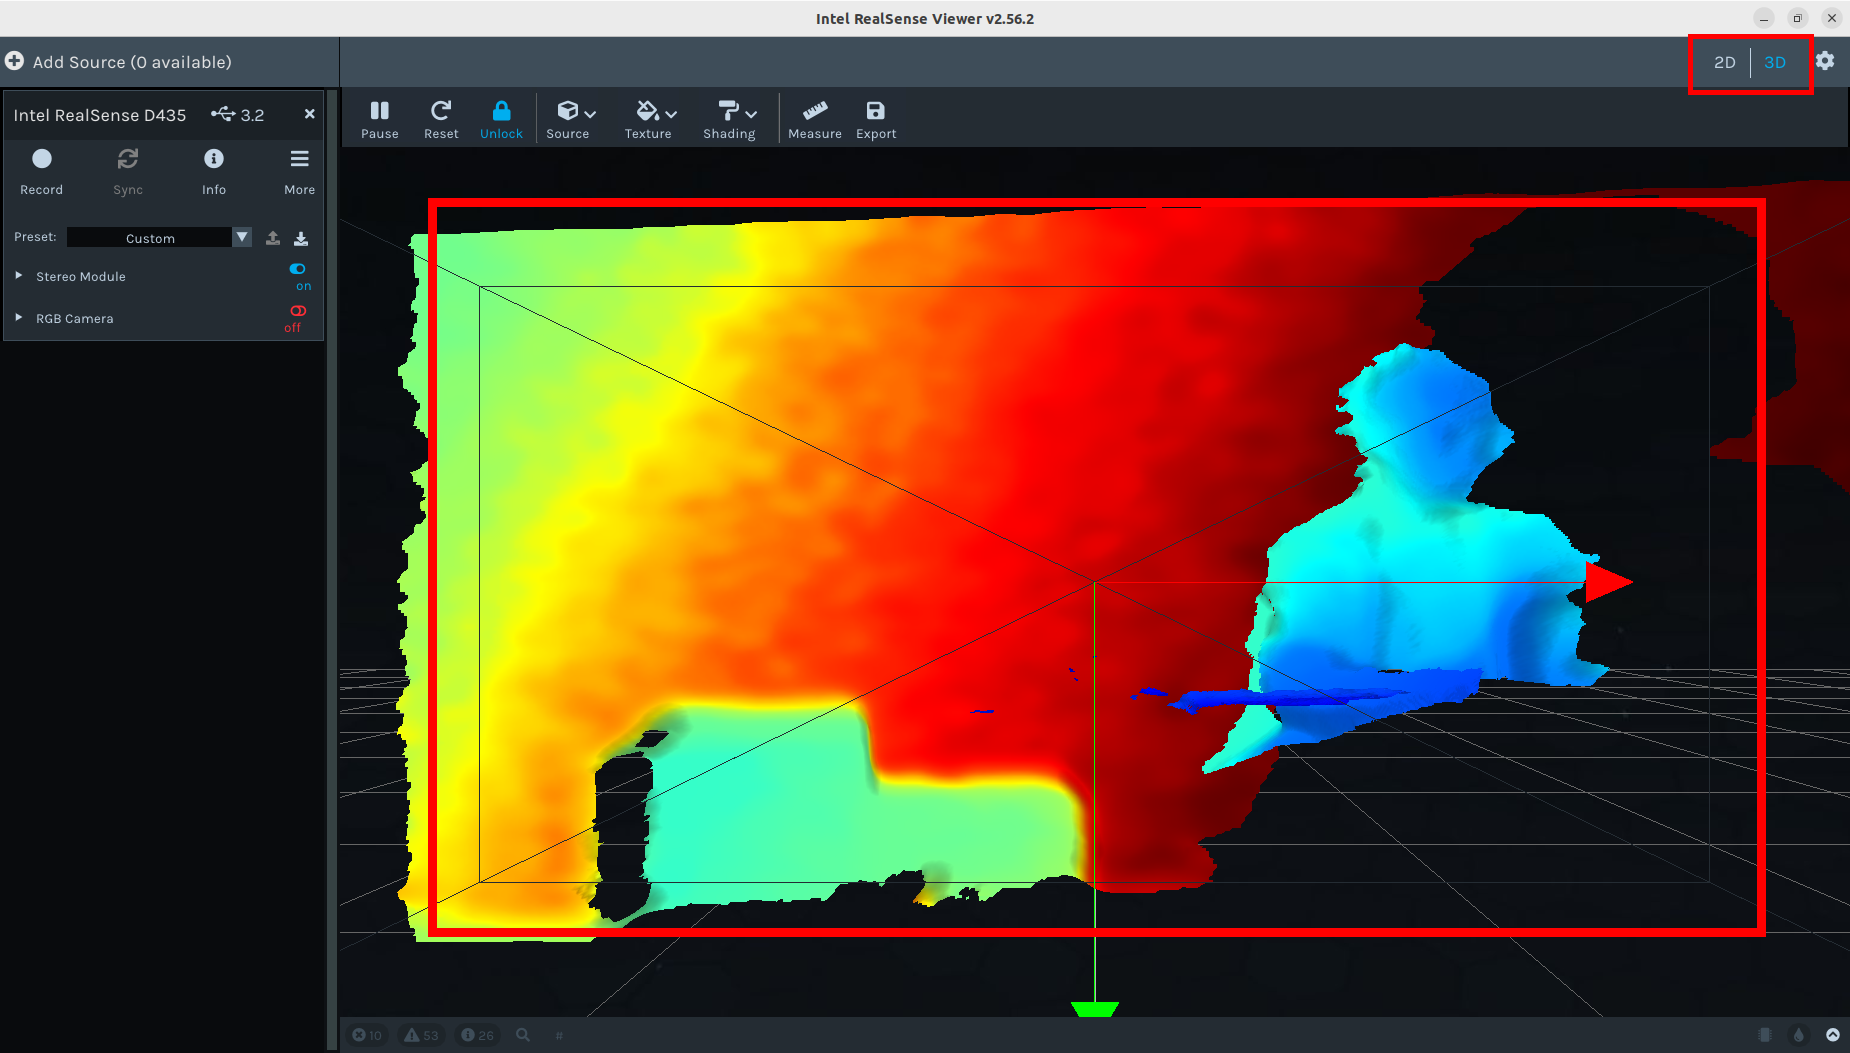 Intel RealSense Viewer v2.56.2
Add Source (0 available)
2D 3D
Intel RealSense D435 3.2
Pause Reset Unlock Source Texture Shading Measure Export
Record Sync Info More
Preset: Custom
Stereo Module on
RGB Camera off
10 53 26 #